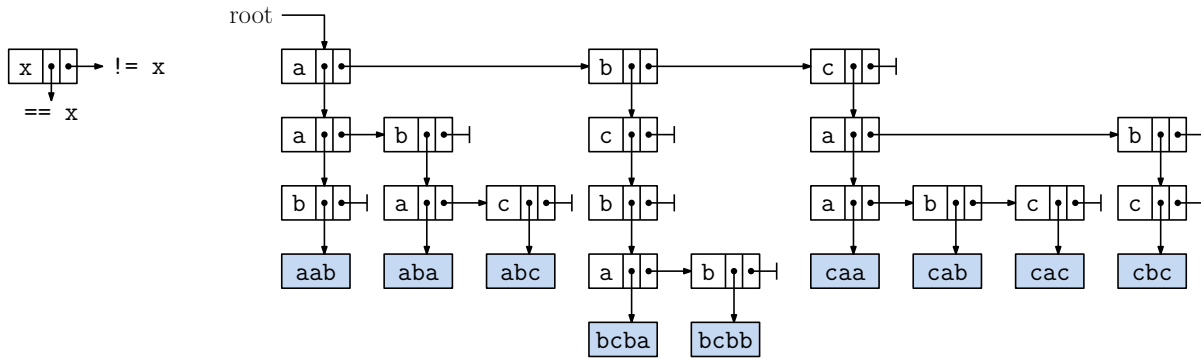 root
x != x
== x
a b c
a b c a b
b a c b a b c c
aab aba abc a b caa cab cac cbc
bcba bcbb